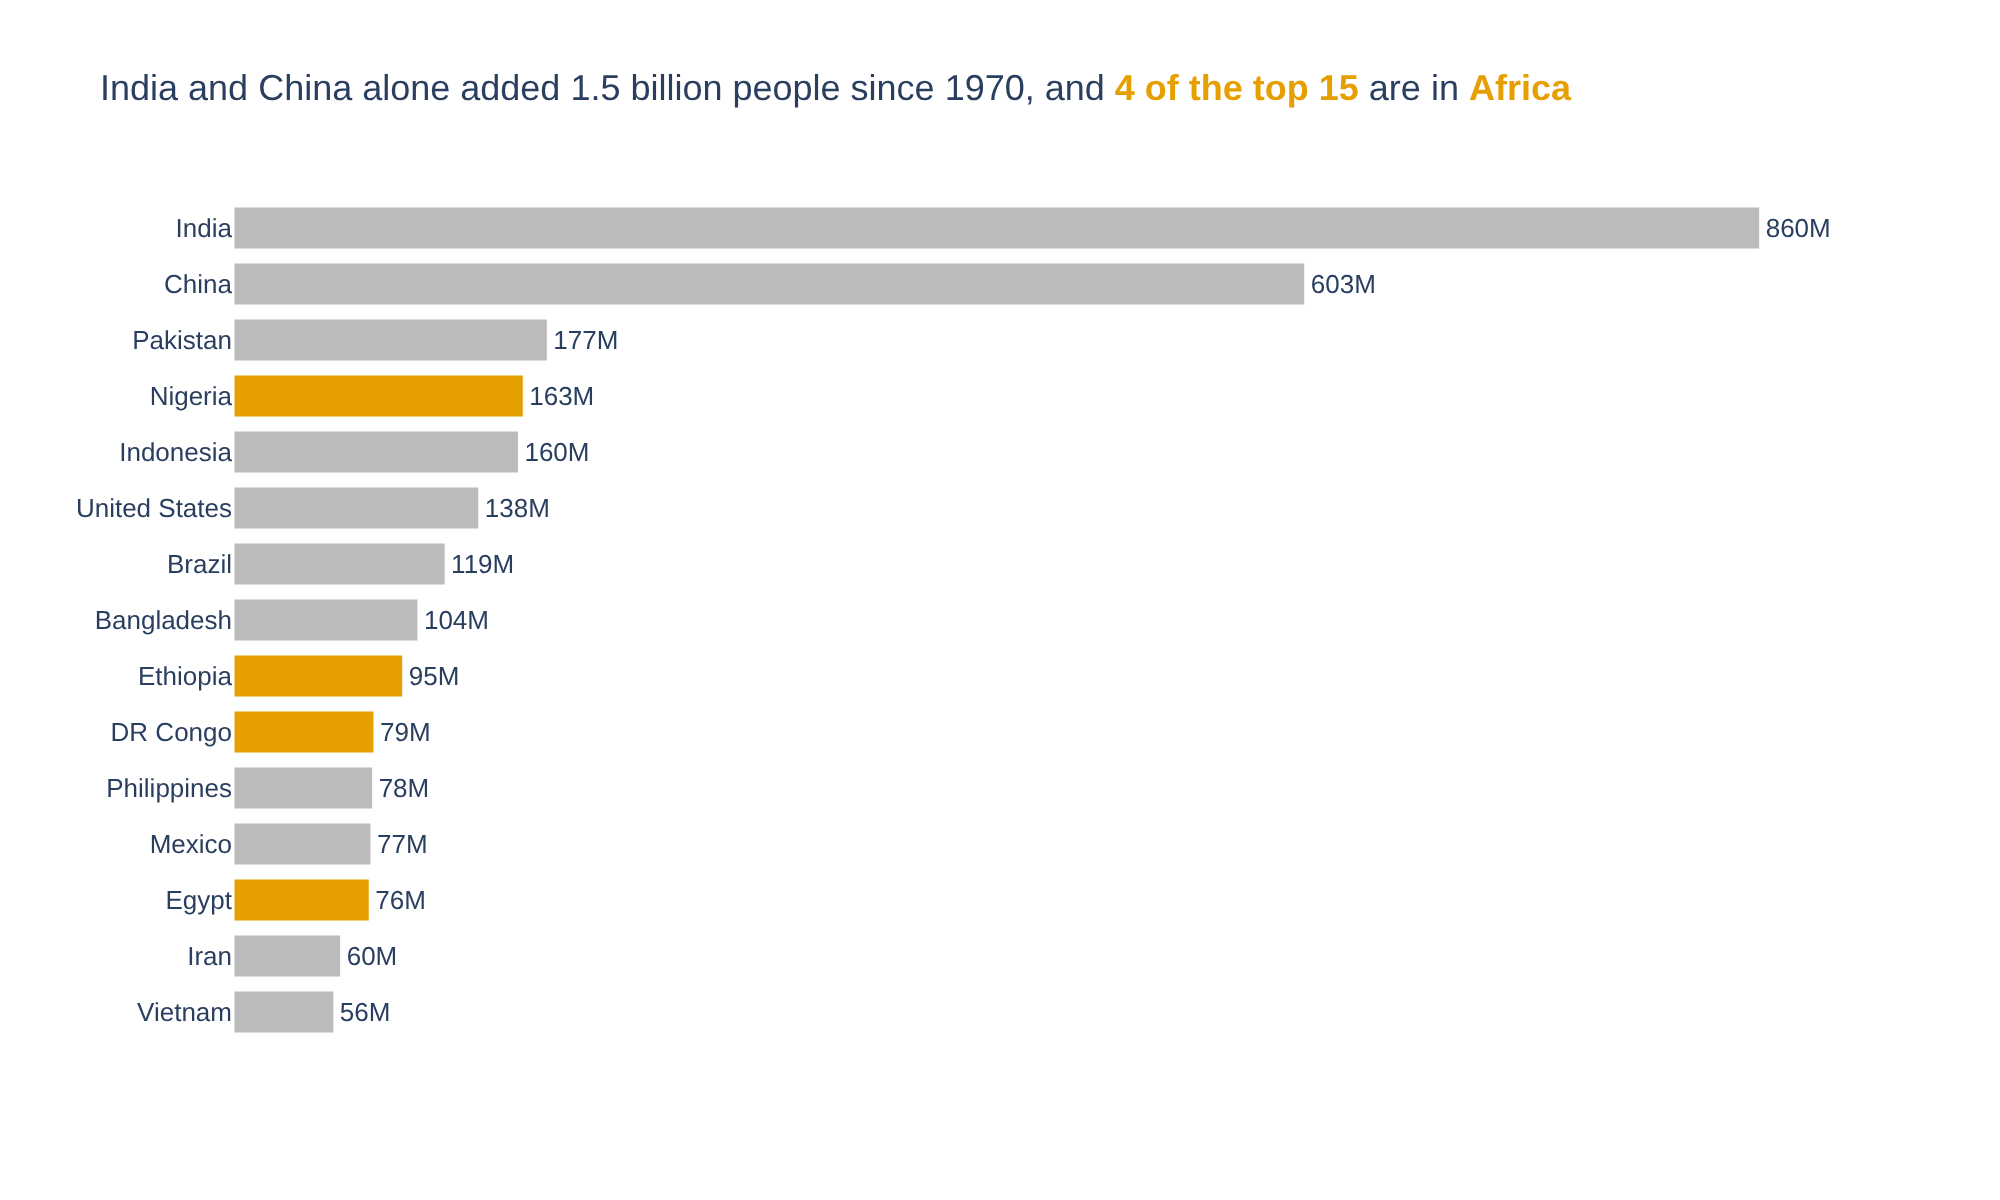 India and China alone added 1.5 billion people since 1970, and 4 of the top 15 are in Africa
India 860M
China 603M
Pakistan 177M
Nigeria 163M
Indonesia 160M
United States 138M
Brazil 119M
Bangladesh 104M
Ethiopia 95M
DR Congo 79M
Philippines 78M
Mexico 77M
Egypt 76M
Iran 60M
Vietnam 56M